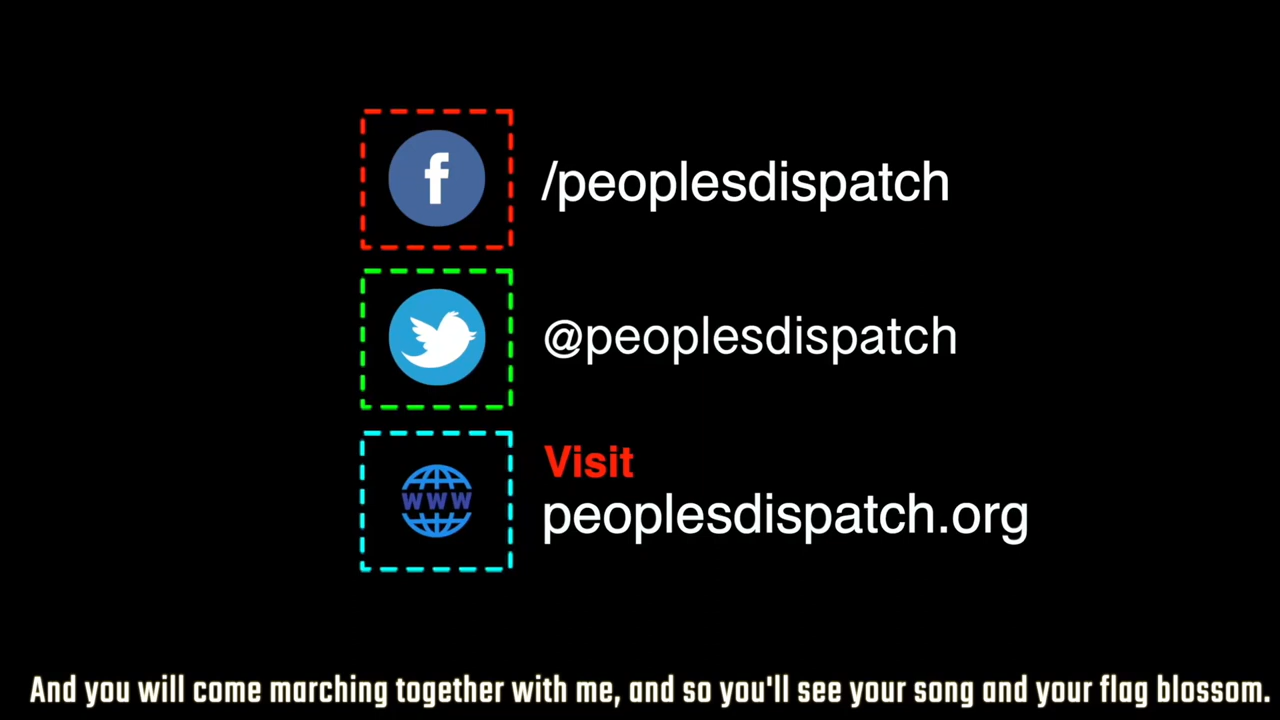 f
/peoplesdispatch
@peoplesdispatch
Visit
WWW
peoplesdispatch.org
And you will come marching together with me, and so you'll see your song and your flag blossom.